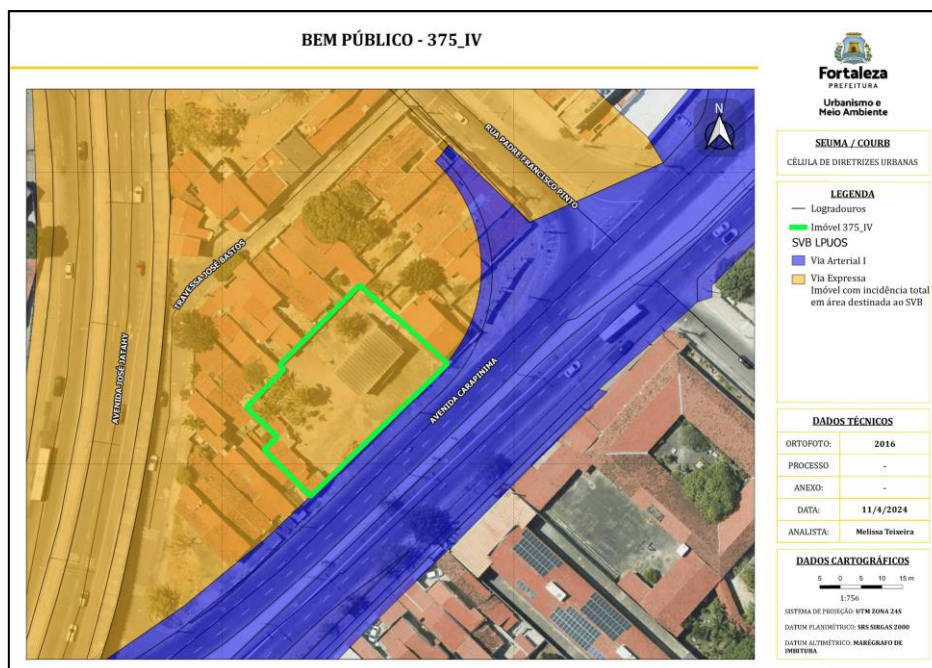 BEM PÚBLICO - 375_IV
Fortaleza
PREFEITURA
Urbanismo e
Meio Ambiente
SEUMA / COURB
CÉLULA DE DIRETRIZES URBANAS
LEGENDA
Logradouros
Imóvel 375_IV
SVB LPUOS
Via Arterial I
Via Expressa
Imóvel com incidência total
em área destinada ao SVB
DADOS TÉCNICOS
ORTOFOTO: 2016
PROCESSO -
ANEXO: -
DATA: 11/4/2024
ANALISTA: Melissa Teixeira
DADOS CARTOGRÁFICOS
5 0 5 10 15 m
1:756
SISTEMA DE PROJEÇÃO: UTM ZONA 24S
DATUM PLANIMÉTRICO: SRS SIRGAS 2000
DATUM ALTIMÉTRICO: MARÉGRAFO DE
IMBITURA
N
RUA PADRE FRANCISCO PINTO
TRAVESSA JOSÉ BASTOS
AVENIDA JOSÉ JATAHY
AVENIDA CARAPINIMA